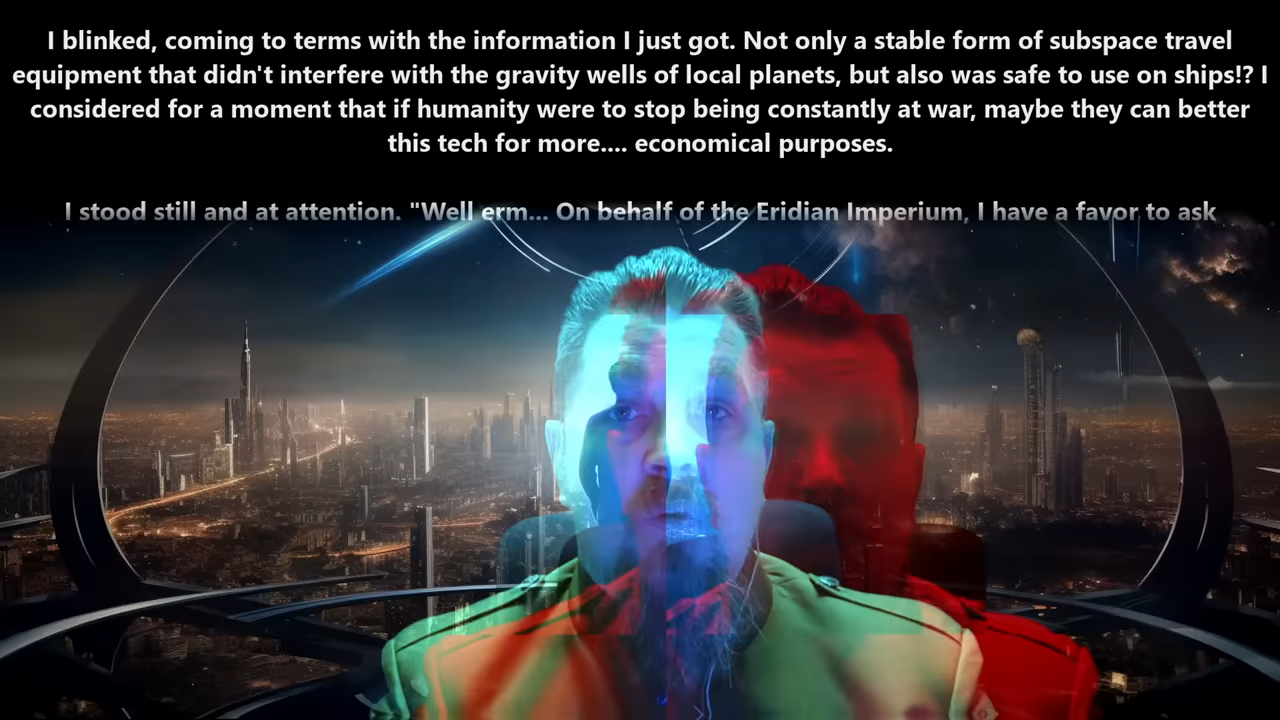 I blinked, coming to terms with the information I just got. Not only a stable form of subspace travel
equipment that didn't interfere with the gravity wells of local planets, but also was safe to use on ships!? I
considered for a moment that if humanity were to stop being constantly at war, maybe they can better
this tech for more.... economical purposes.
I stood still and at attention. "Well erm... On behalf of the Eridian Imperium, I have a favor to ask